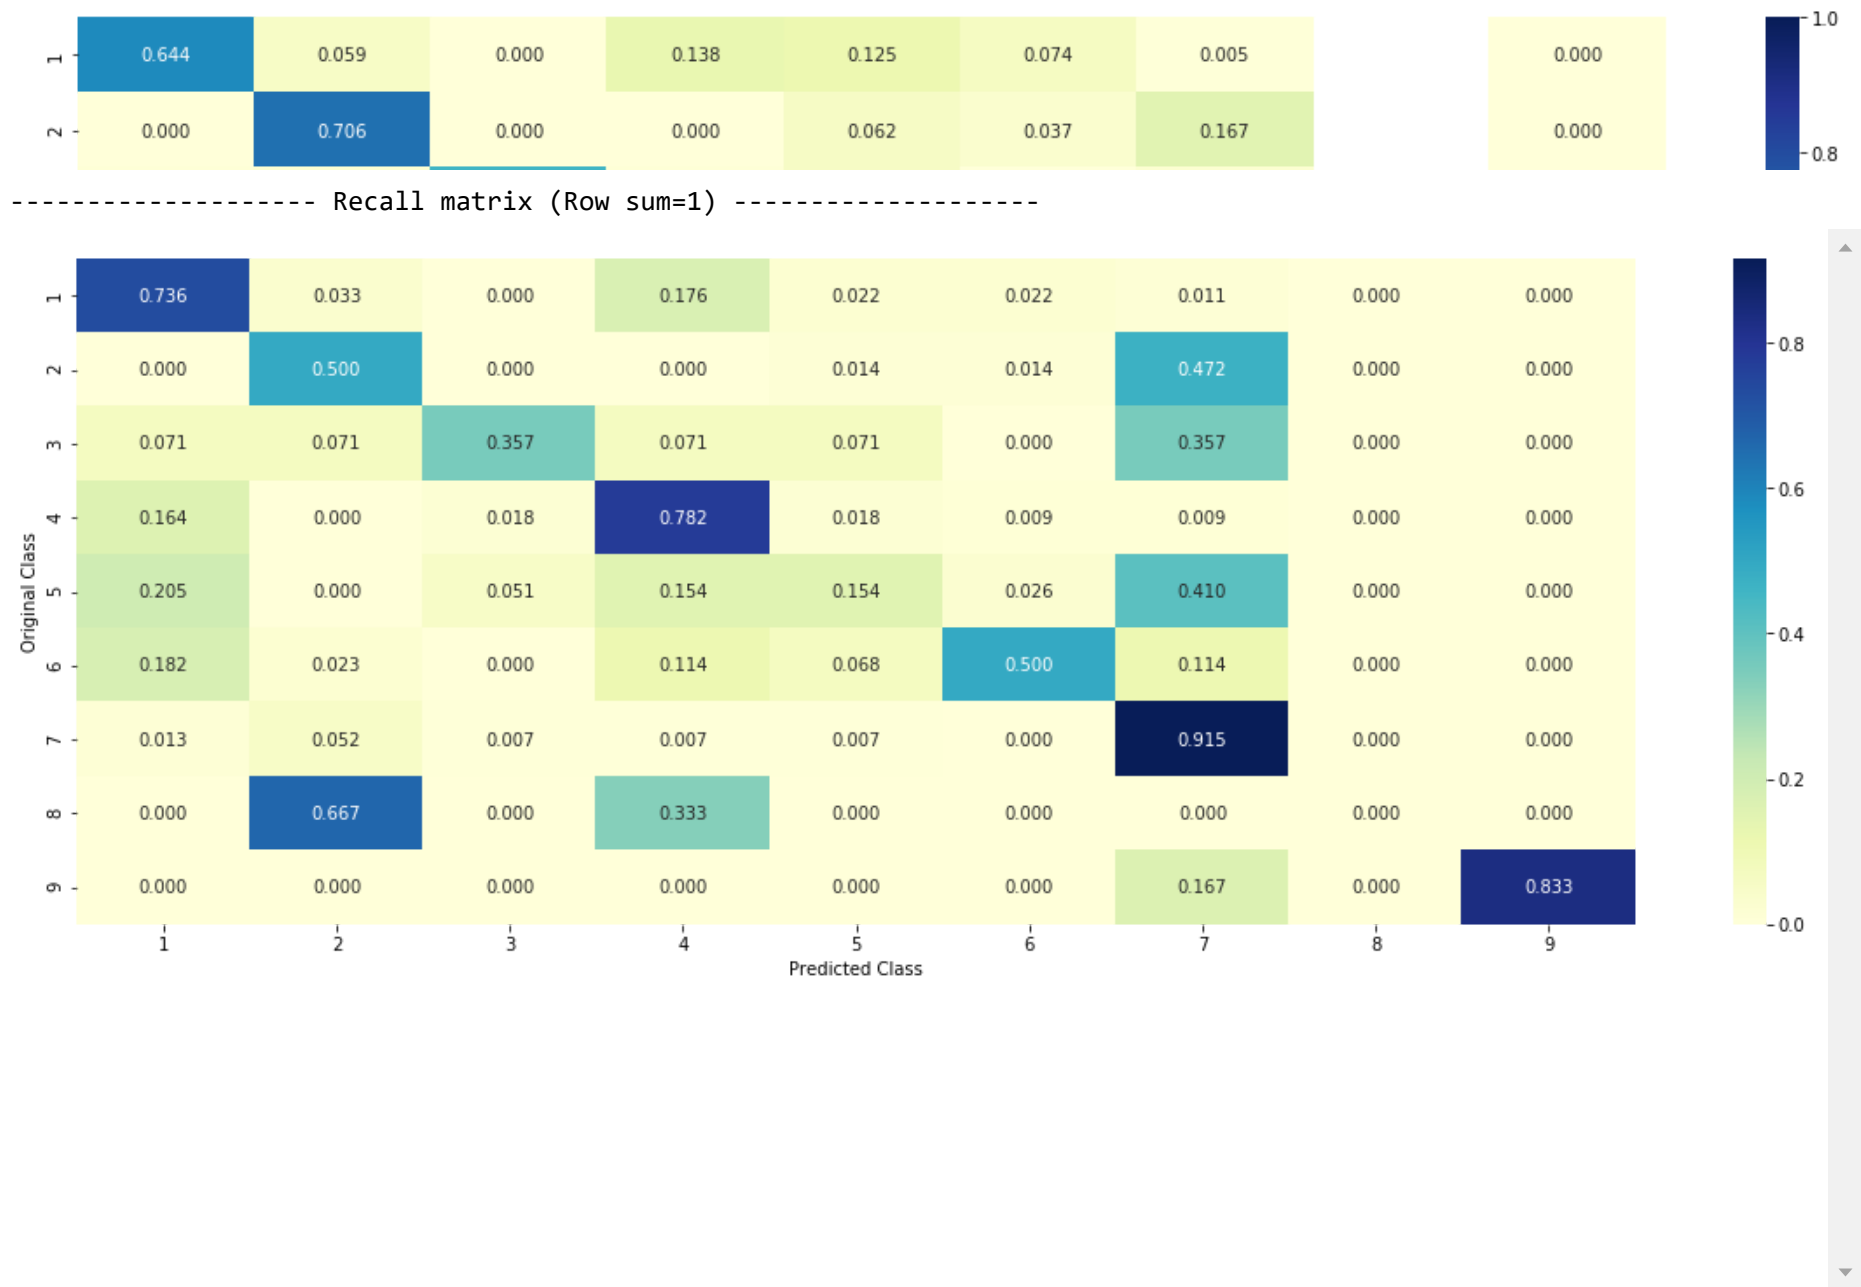 1 0.644 0.059 0.000 0.138 0.125 0.074 0.005 0.000 1.0
2 0.000 0.706 0.000 0.000 0.062 0.037 0.167 0.000 0.8
-------------------- Recall matrix (Row sum=1) --------------------
1 0.736 0.033 0.000 0.176 0.022 0.022 0.011 0.000 0.000
0.8
2 0.000 0.500 0.000 0.000 0.014 0.014 0.472 0.000 0.000
3 0.071 0.071 0.357 0.071 0.071 0.000 0.357 0.000 0.000
0.6
4 0.164 0.000 0.018 0.782 0.018 0.009 0.009 0.000 0.000
Original Class
5 0.205 0.000 0.051 0.154 0.154 0.026 0.410 0.000 0.000
0.4
6 0.182 0.023 0.000 0.114 0.068 0.500 0.114 0.000 0.000
7 0.013 0.052 0.007 0.007 0.007 0.000 0.915 0.000 0.000
0.2
8 0.000 0.667 0.000 0.333 0.000 0.000 0.000 0.000 0.000
9 0.000 0.000 0.000 0.000 0.000 0.000 0.167 0.000 0.833
0.0
1 2 3 4 5 6 7 8 9
Predicted Class